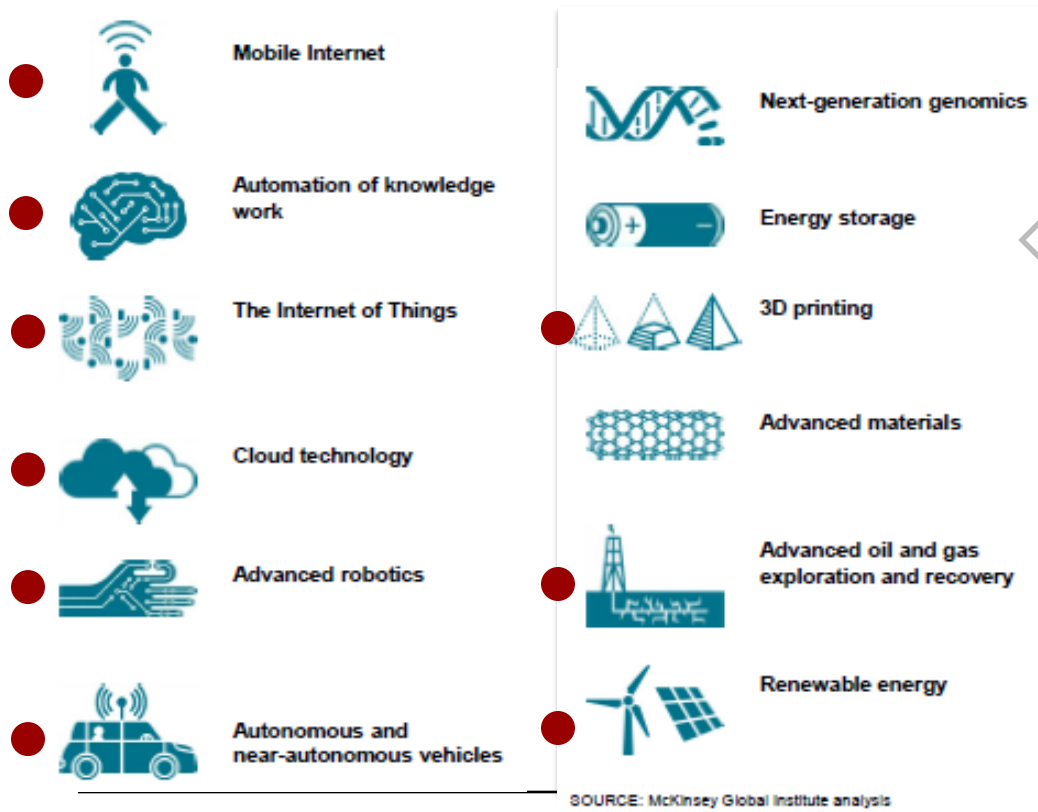 Mobile Internet
Automation of knowledge
work
The Internet of Things
Cloud technology
Advanced robotics
Autonomous and
near-autonomous vehicles
Next-generation genomics
Energy storage
3D printing
Advanced materials
Advanced oil and gas
exploration and recovery
Renewable energy
SOURCE: McKinsey Global Institute analysis